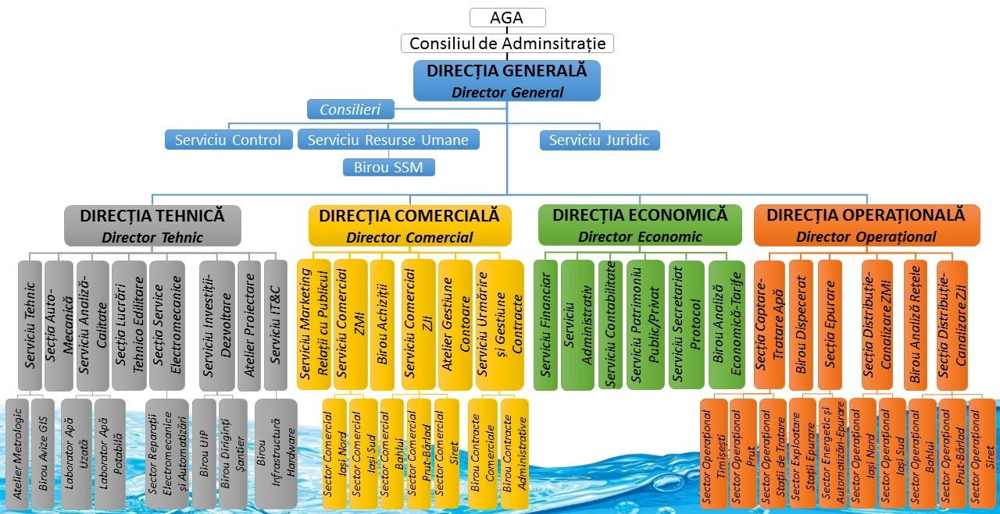 AGA
Consiliul de Adminsitrație
DIRECȚIA GENERALĂ
Director General
Consilieri
Serviciu Control
Serviciu Resurse Umane
Serviciu Juridic
Birou SSM
DIRECȚIA TEHNICĂ
Director Tehnic
DIRECȚIA COMERCIALĂ
Director Comercial
DIRECȚIA ECONOMICĂ
Director Economic
DIRECȚIA OPERAȚIONALĂ
Director Operațional
Serviciu Tehnic
Secția Auto-
Mecanică
Serviciu Analiză-
Calitate
Secția Lucrări
Tehnico Edilitare
Secția Service
Electromecanice
Serviciu Investiții-
Dezvoltare
Atelier Proiectare
Serviciu IT&C
Serviciu Marketing
Relații cu Publicul
Serviciu Comercial
ZMI
Birou Achiziții
Serviciu Comercial
ZJI
Atelier Gestiune
Contoare
Serviciu Urmărire
și Gestiune
Contracte
Serviciu Financiar
Serviciu
Administrativ
Serviciu Contabilitate
Serviciu Patrimoniu
Public/Privat
Serviciu Secretariat
Protocol
Birou Analiză
Economică-Tarife
Secția Captare-
Tratare Apă
Birou Dispecerat
Secția Epurare
Secția Distribuție-
Canalizare ZMI
Birou Analiză Rețele
Secția Distribuție-
Canalizare ZJI
Atelier Metrologic
Birou Avize GIS
Laborator Apă
Uzată
Laborator Apă
Potabilă
Sector Reparații
Electromecanice
și Automatizări
Birou UIP
Birou Diriginți
Șantier
Birou
Infrastructură
Hardware
Sector Comercial
Iași Nord
Sector Comercial
Iași Sud
Sector Comercial
Bahlui
Sector Comercial
Prut-Bârlad
Sector Comercial
Siret
Birou Contracte
Comerciale
Birou Contracte
Administrative
Sector Operațional
Timișești
Sector Operațional
Prut
Sector Operațional
Stații de Tratare
Sector Exploatare
Stații Epurare
Sector Energetic și
Automatizări-Epurare
Sector Operațional
Iași Nord
Sector Operațional
Iași Sud
Sector Operațional
Bahlui
Sector Operațional
Prut-Bârlad
Sector Operațional
Siret